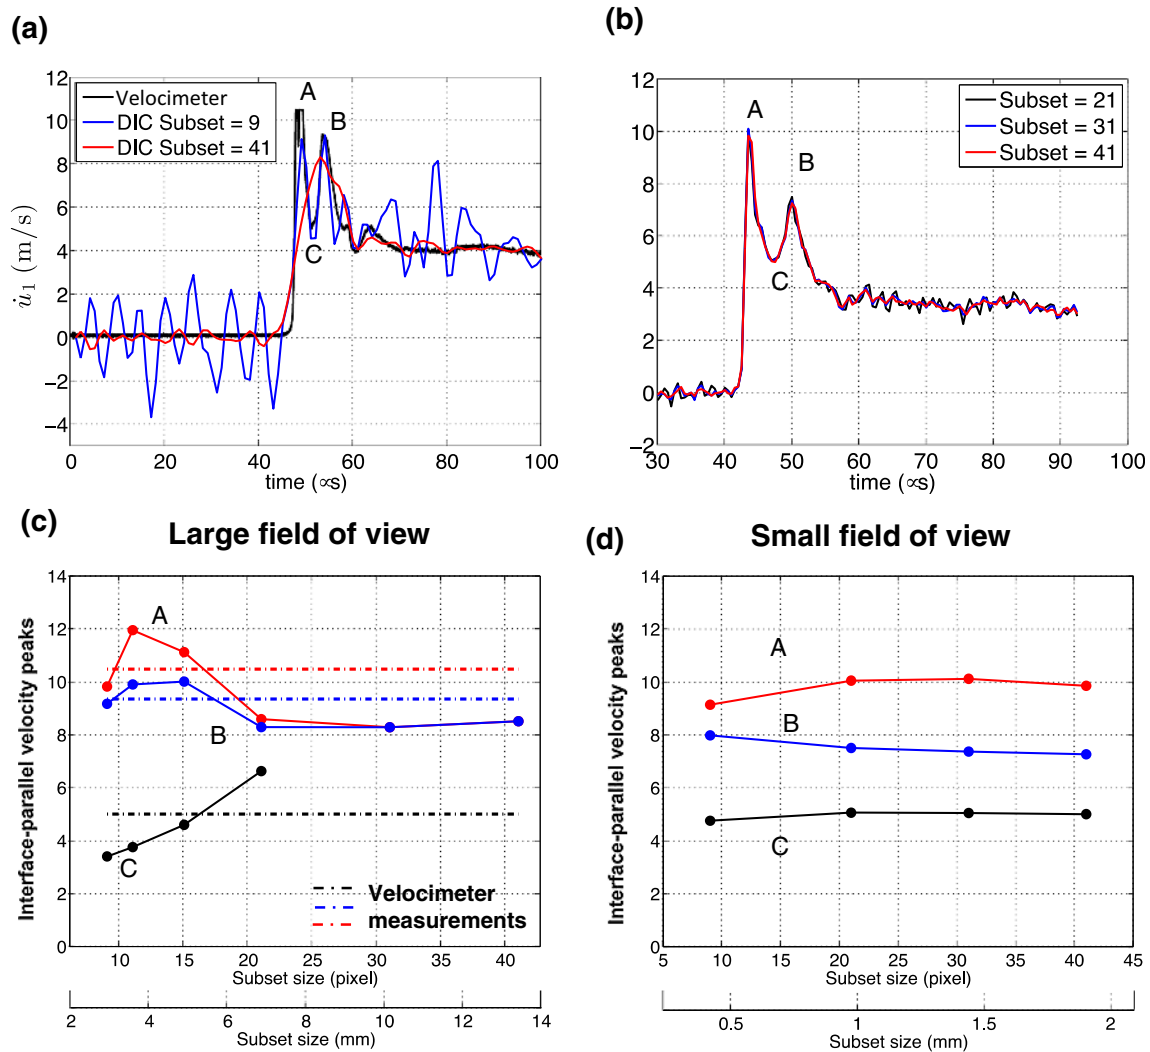 (a)
12
10
8
6
4
2
0
−2
−4
u̇₁ (m/s)
Velocimeter
DIC Subset = 9
DIC Subset = 41
A
B
C
0 20 40 60 80 100
time (∝s)
(b)
12
10
8
6
4
2
0
−2
Subset = 21
Subset = 31
Subset = 41
A
B
C
30 40 50 60 70 80 90 100
time (∝s)
(c)
Large field of view
14
12
10
8
6
4
2
0
Interface-parallel velocity peaks
A
B
C
Velocimeter
measurements
10 15 20 25 30 35 40
Subset size (pixel)
2 4 6 8 10 12 14
Subset size (mm)
(d)
Small field of view
14
12
10
8
6
4
2
0
Interface-parallel velocity peaks
A
B
C
5 10 15 20 25 30 35 40 45
Subset size (pixel)
0.5 1 1.5 2
Subset size (mm)